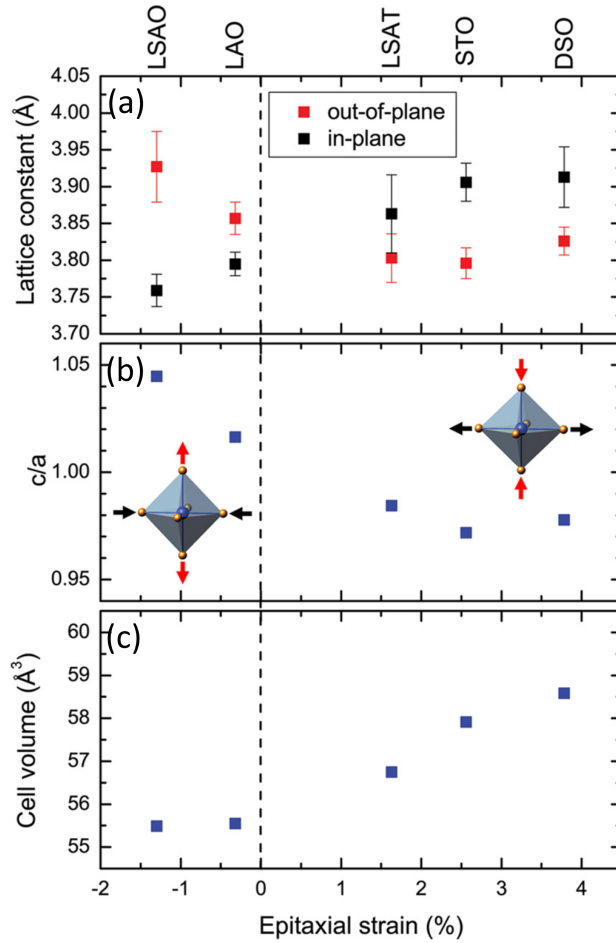 LSAO
LAO
LSAT
STO
DSO
(a)
out-of-plane
in-plane
Lattice constant (Å)
4.05
4.00
3.95
3.90
3.85
3.80
3.75
3.70
(b)
c/a
1.05
1.00
0.95
(c)
Cell volume (Å³)
60
59
58
57
56
55
-2 -1 0 1 2 3 4
Epitaxial strain (%)